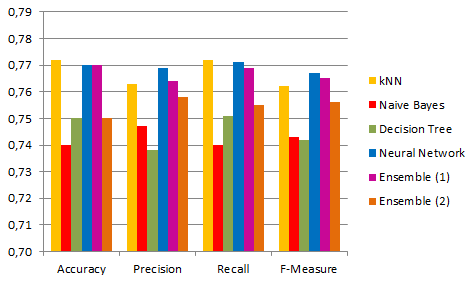 0,79
0,78
0,77
0,76
0,75
0,74
0,73
0,72
0,71
0,70
Accuracy Precision Recall F-Measure
kNN
Naive Bayes
Decision Tree
Neural Network
Ensemble (1)
Ensemble (2)